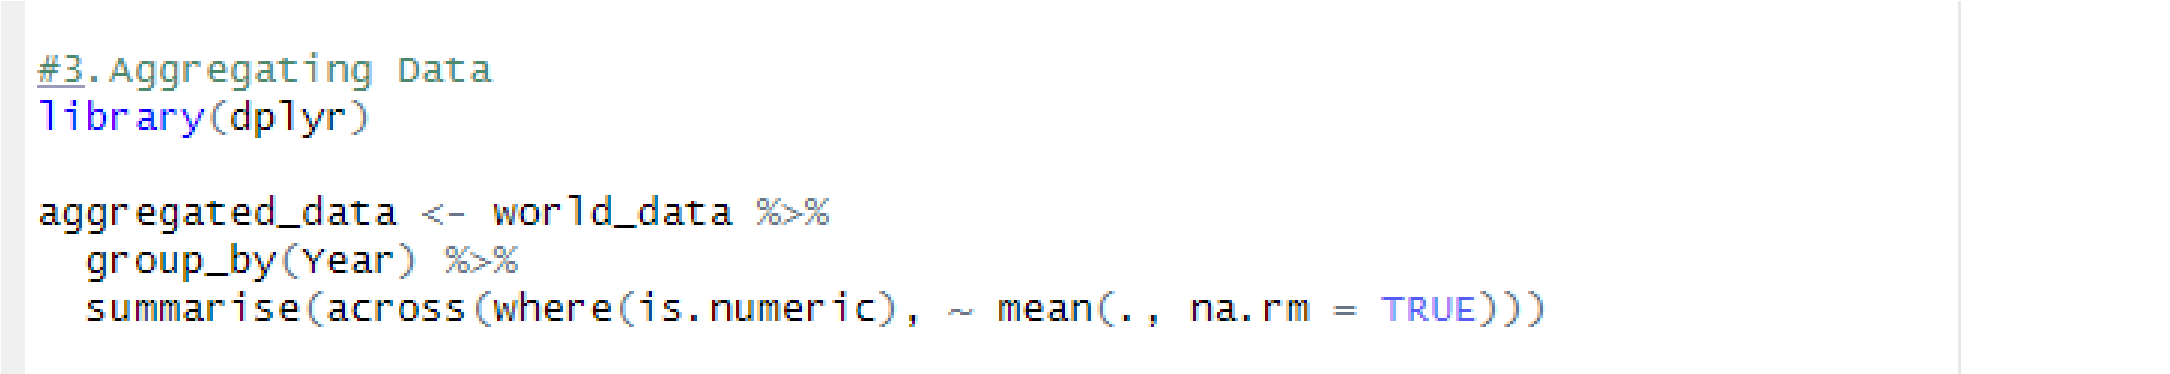 #3.Aggregating Data
library(dplyr)
aggregated_data <- world_data %>%
group_by(Year) %>%
summarise(across(where(is.numeric), ~ mean(., na.rm = TRUE)))